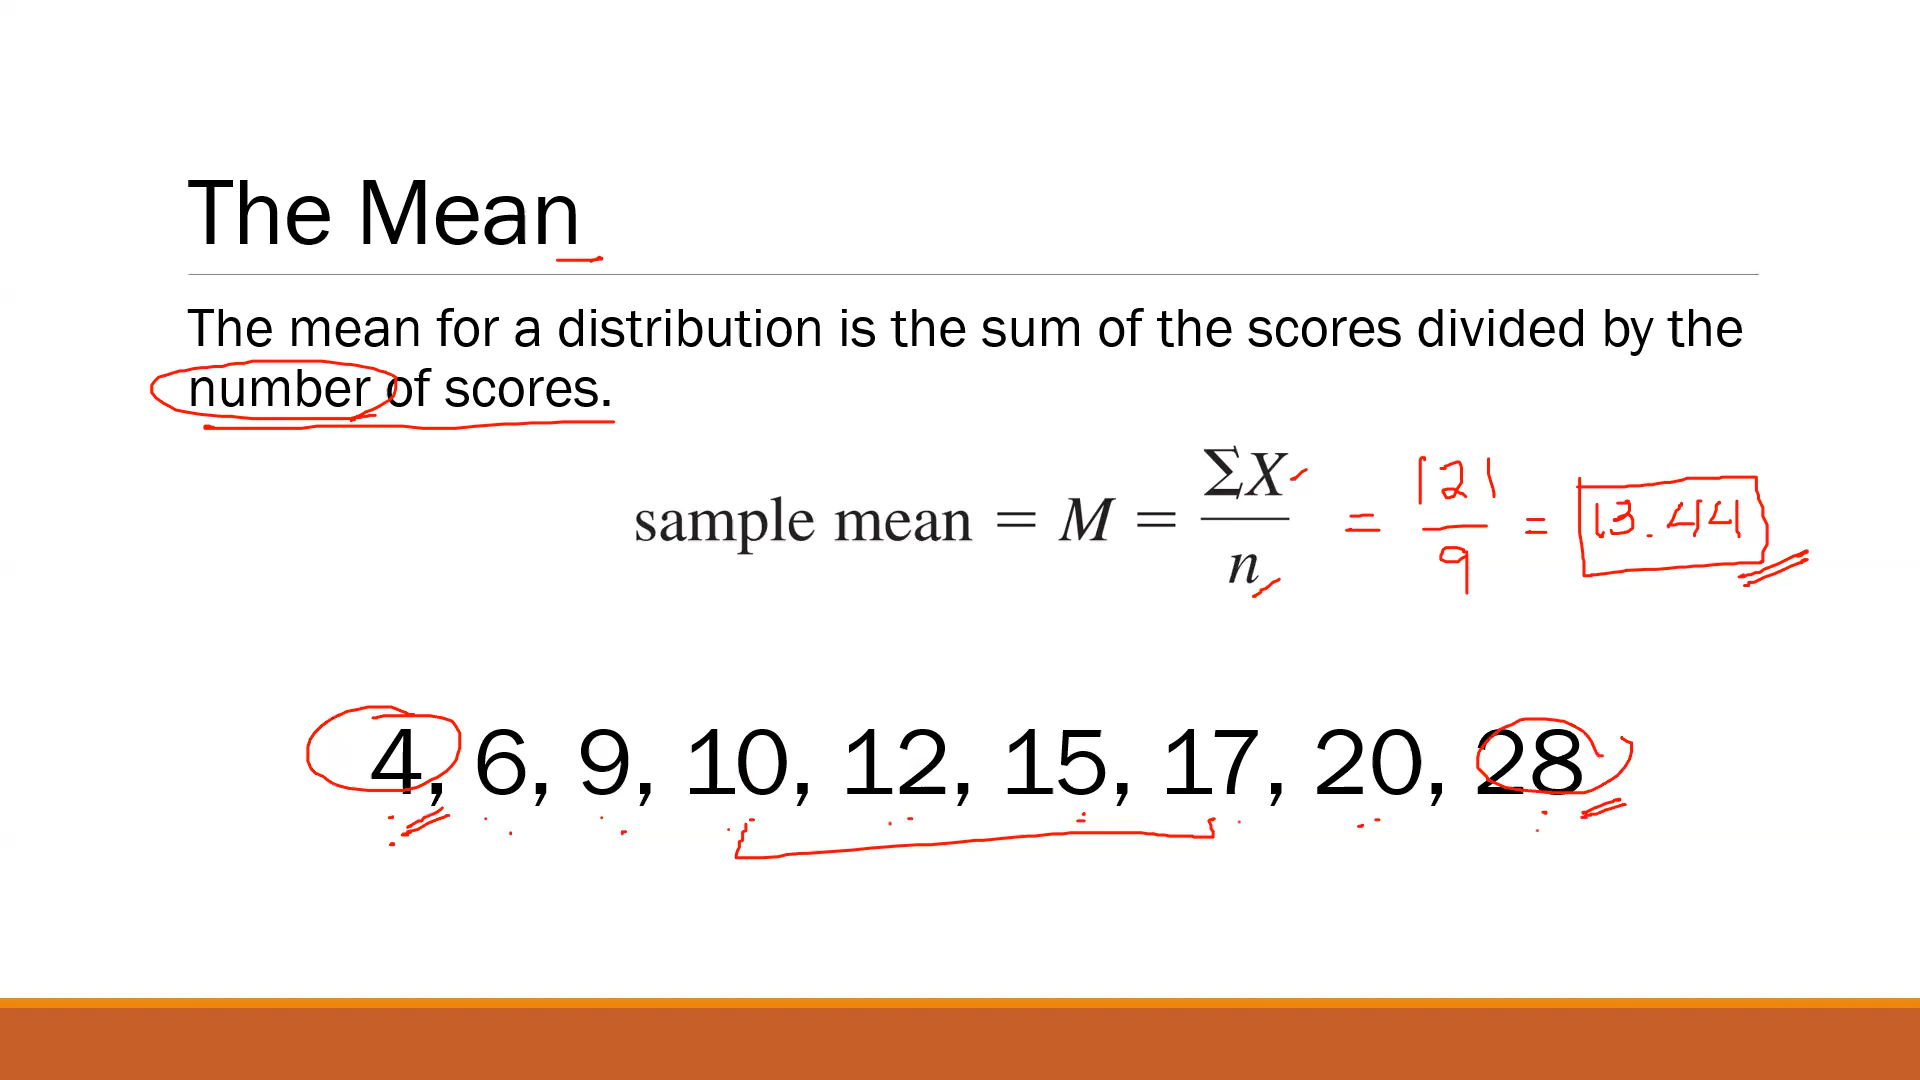 The Mean
The mean for a distribution is the sum of the scores divided by the
number of scores.
sample mean = M = ΣX / n = 121 / 9 = 13.44
4, 6, 9, 10, 12, 15, 17, 20, 28